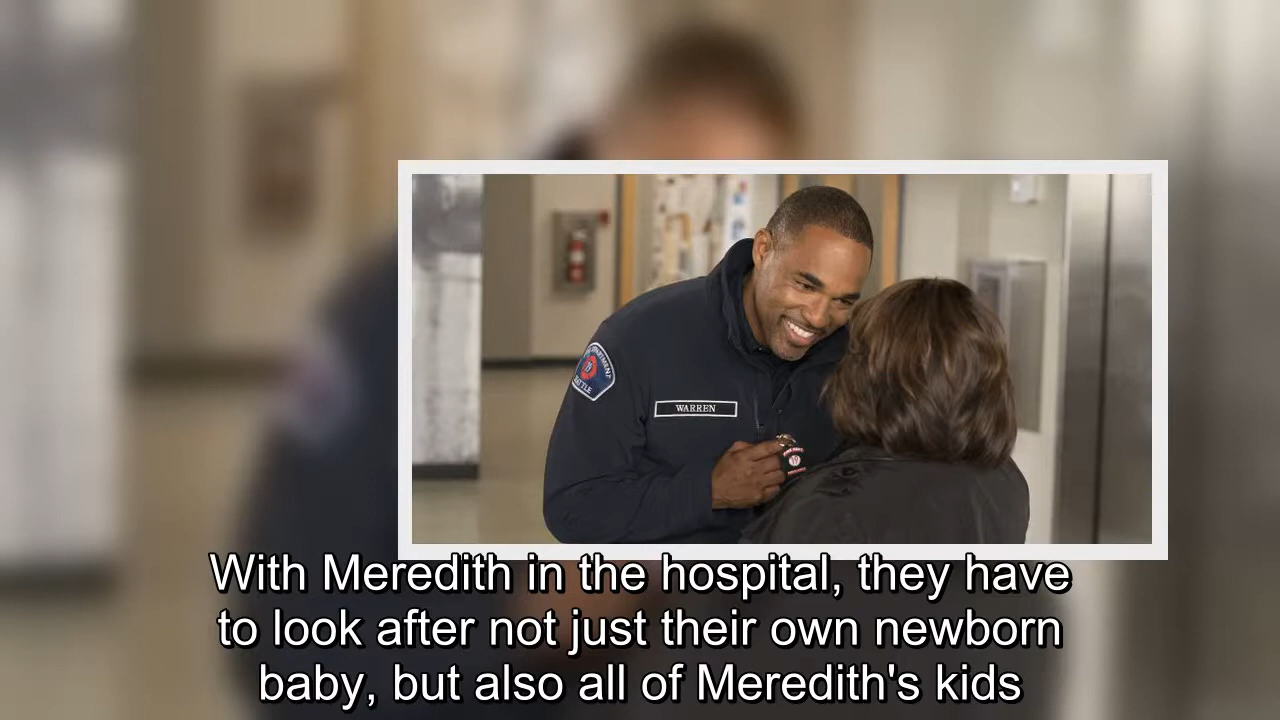 WARREN
With Meredith in the hospital, they have
to look after not just their own newborn
baby, but also all of Meredith's kids